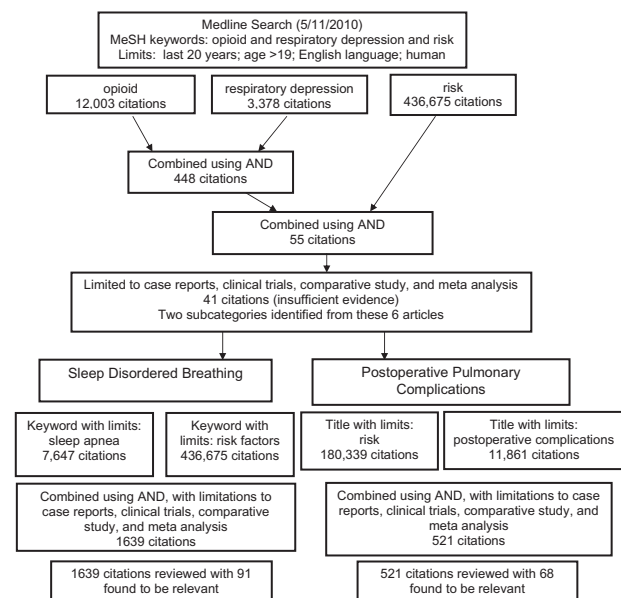 Medline Search (5/11/2010)
MeSH keywords: opioid and respiratory depression and risk
Limits: last 20 years; age >19; English language; human
opioid
12,003 citations
respiratory depression
3,378 citations
risk
436,675 citations
Combined using AND
448 citations
Combined using AND
55 citations
Limited to case reports, clinical trials, comparative study, and meta analysis
41 citations (insufficient evidence)
Two subcategories identified from these 6 articles
Sleep Disordered Breathing
Postoperative Pulmonary
Complications
Keyword with limits:
sleep apnea
7,647 citations
Keyword with
limits: risk factors
436,675 citations
Title with limits:
risk
180,339 citations
Title with limits:
postoperative complications
11,861 citations
Combined using AND, with limitations to
case reports, clinical trials, comparative
study, and meta analysis
1639 citations
Combined using AND, with limitations to case
reports, clinical trials, comparative study, and
meta analysis
521 citations
1639 citations reviewed with 91
found to be relevant
521 citations reviewed with 68
found to be relevant